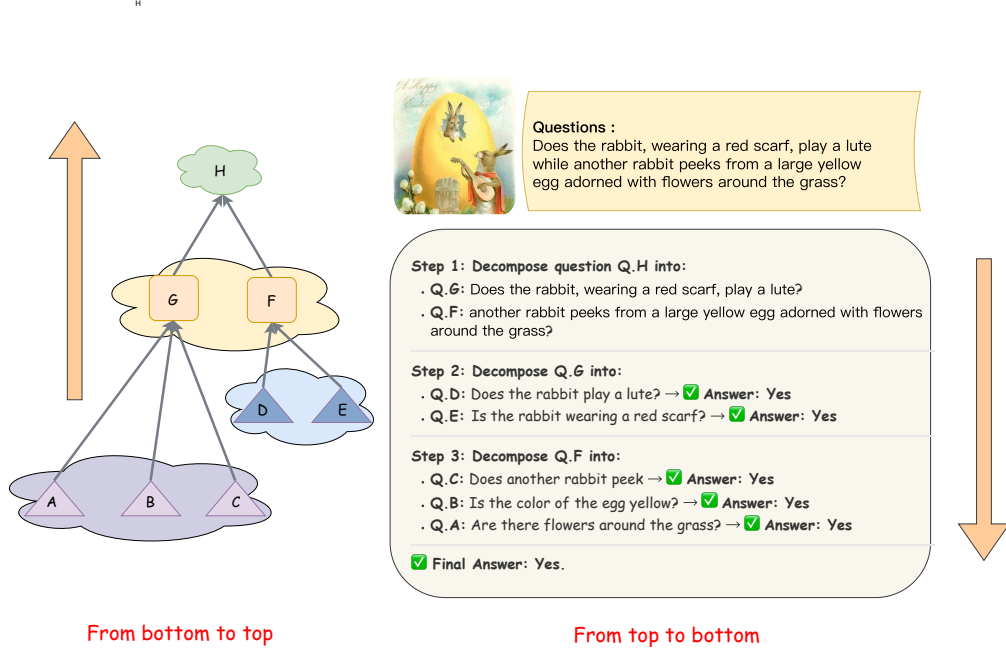 H
A Happy
Easter
Questions :
Does the rabbit, wearing a red scarf, play a lute
while another rabbit peeks from a large yellow
egg adorned with flowers around the grass?
H
G
F
D
E
A
B
C
Step 1: Decompose question Q.H into:
. Q.G: Does the rabbit, wearing a red scarf, play a lute?
. Q.F: another rabbit peeks from a large yellow egg adorned with flowers
around the grass?
Step 2: Decompose Q.G into:
. Q.D: Does the rabbit play a lute? → ✅ Answer: Yes
. Q.E: Is the rabbit wearing a red scarf? → ✅ Answer: Yes
Step 3: Decompose Q.F into:
. Q.C: Does another rabbit peek → ✅ Answer: Yes
. Q.B: Is the color of the egg yellow? → ✅ Answer: Yes
. Q.A: Are there flowers around the grass? → ✅ Answer: Yes
✅ Final Answer: Yes.
From bottom to top
From top to bottom